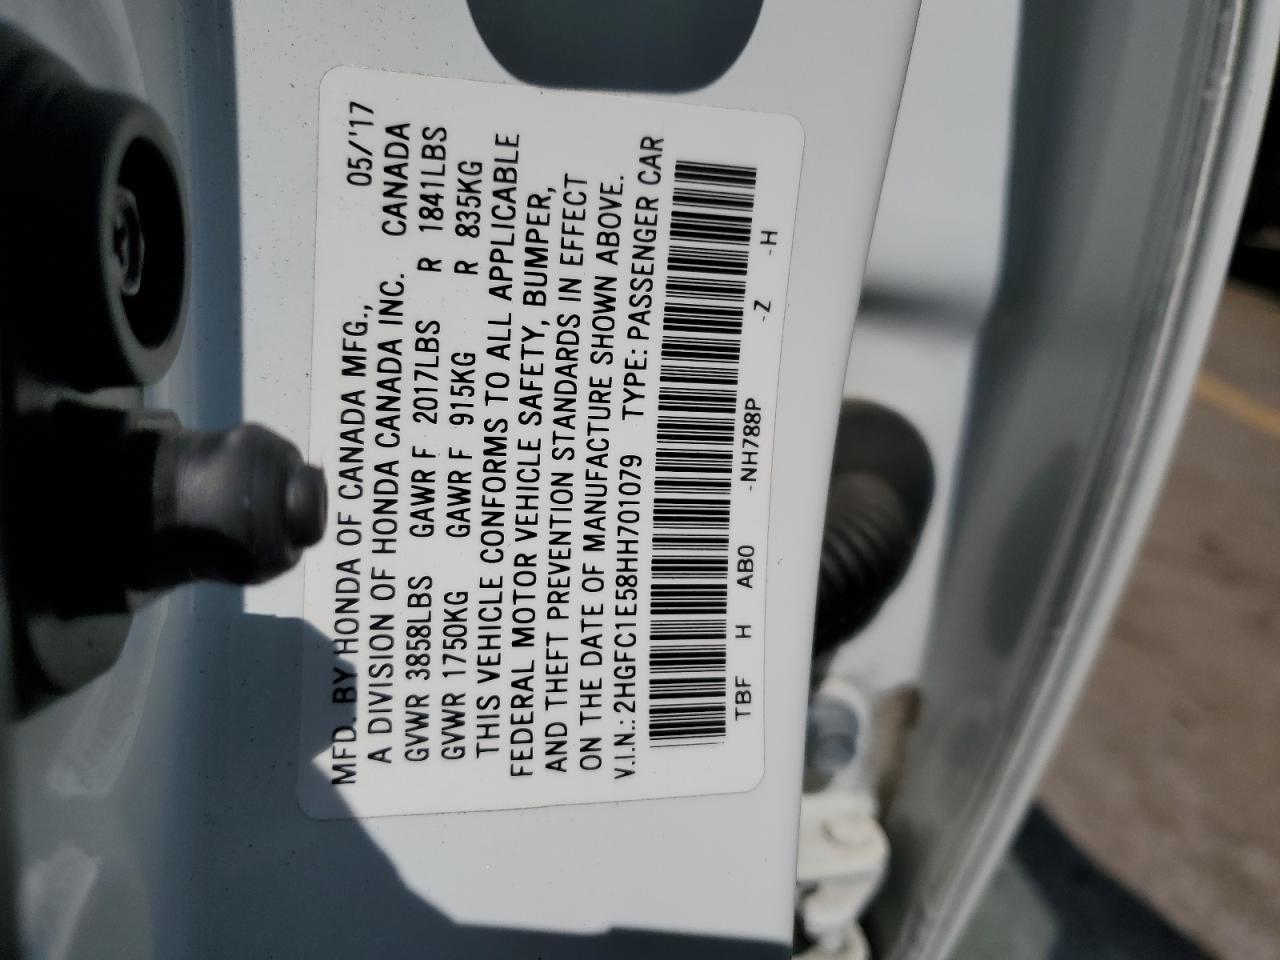 MFD. BY HONDA OF CANADA MFG., 05/'17
A DIVISION OF HONDA CANADA INC. CANADA
GVWR 3858LBS GAWR F 2017LBS R 1841LBS
GVWR 1750KG GAWR F 915KG R 835KG
THIS VEHICLE CONFORMS TO ALL APPLICABLE
FEDERAL MOTOR VEHICLE SAFETY, BUMPER,
AND THEFT PREVENTION STANDARDS IN EFFECT
ON THE DATE OF MANUFACTURE SHOWN ABOVE.
V.I.N.: 2HGFC1E58HH701079 TYPE: PASSENGER CAR
TBF H AB0 -NH788P -Z -H